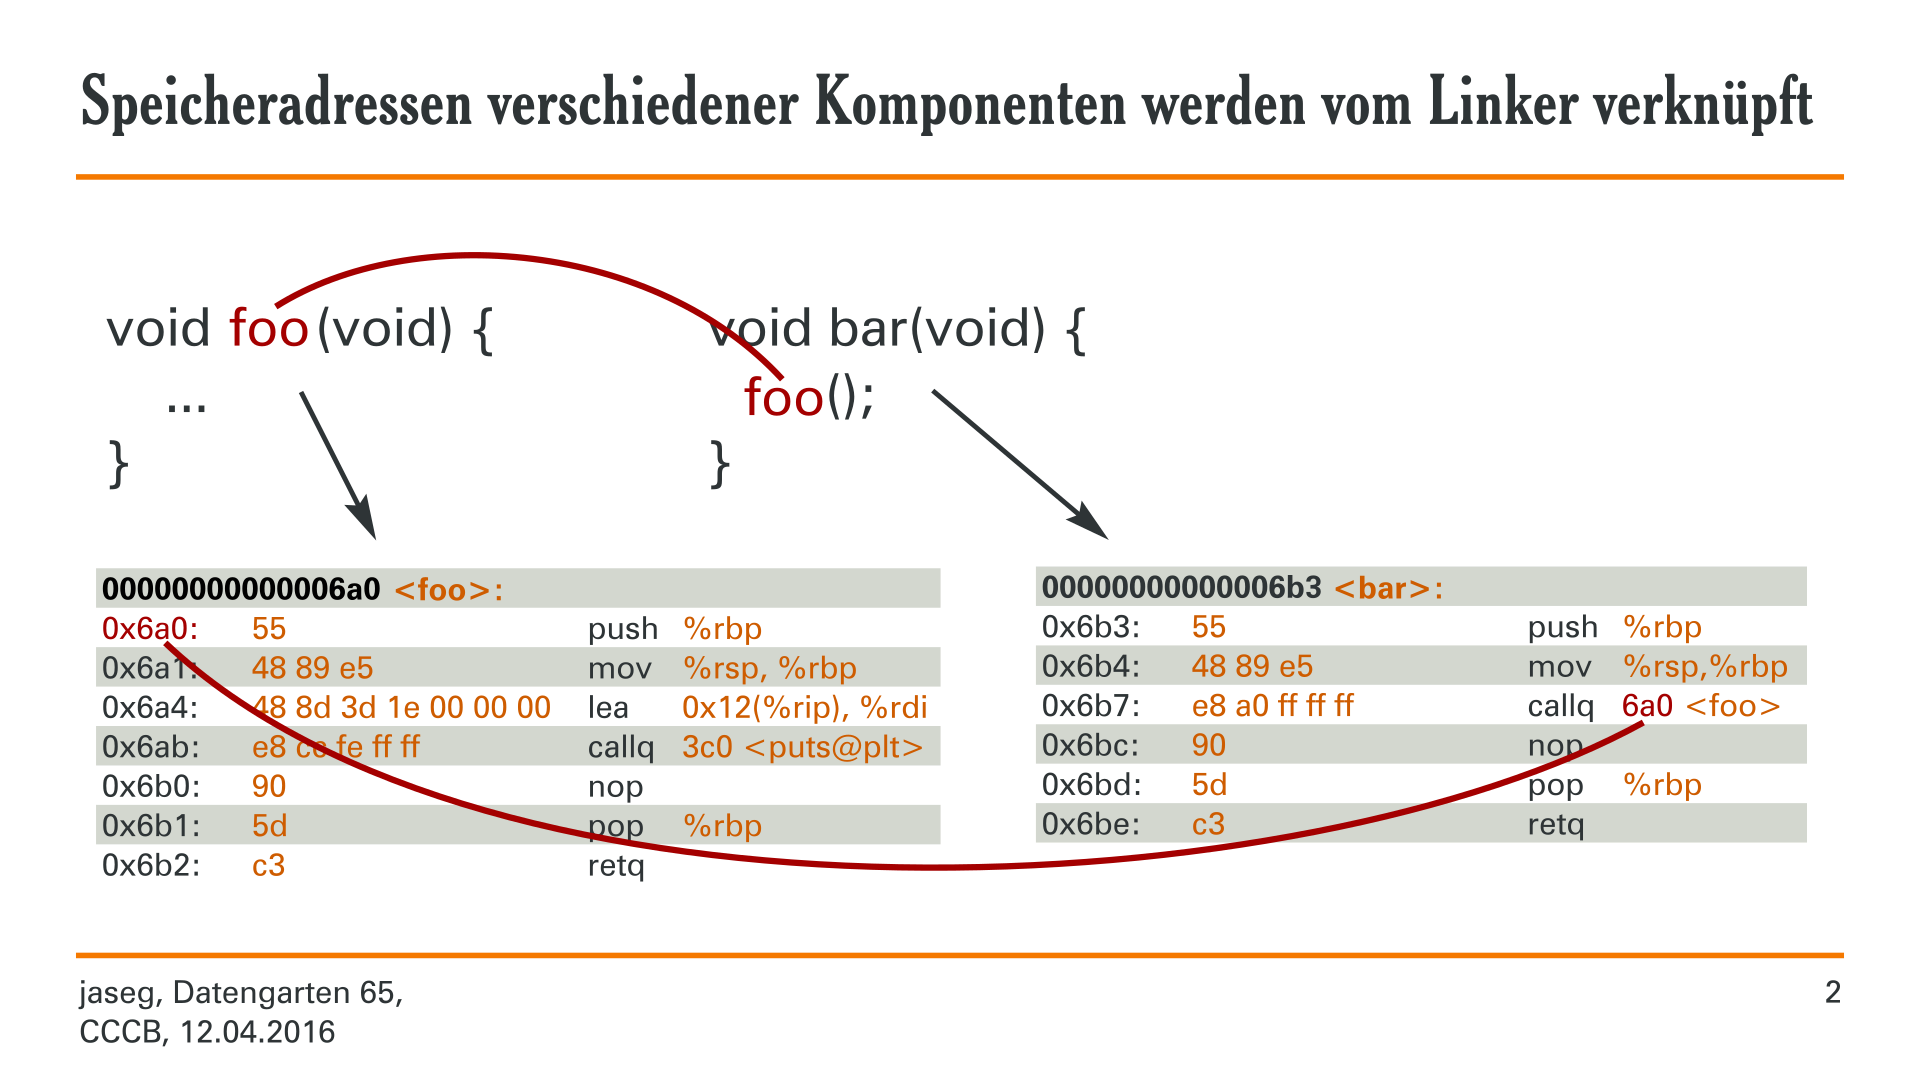 Speicheradressen verschiedener Komponenten werden vom Linker verknüpft
void foo(void) {
...
}
void bar(void) {
foo();
}
00000000000006a0 <foo>:
0x6a0: 55 push %rbp
0x6a1: 48 89 e5 mov %rsp, %rbp
0x6a4: 48 8d 3d 1e 00 00 00 lea 0x12(%rip), %rdi
0x6ab: e8 cc fe ff ff callq 3c0 <puts@plt>
0x6b0: 90 nop
0x6b1: 5d pop %rbp
0x6b2: c3 retq
00000000000006b3 <bar>:
0x6b3: 55 push %rbp
0x6b4: 48 89 e5 mov %rsp,%rbp
0x6b7: e8 a0 ff ff ff callq 6a0 <foo>
0x6bc: 90 nop
0x6bd: 5d pop %rbp
0x6be: c3 retq
jaseg, Datengarten 65,
CCCB, 12.04.2016
2